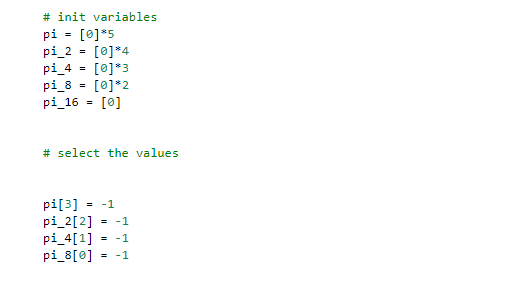 # init variables
pi = [0]*5
pi_2 = [0]*4
pi_4 = [0]*3
pi_8 = [0]*2
pi_16 = [0]
# select the values
pi[3] = -1
pi_2[2] = -1
pi_4[1] = -1
pi_8[0] = -1